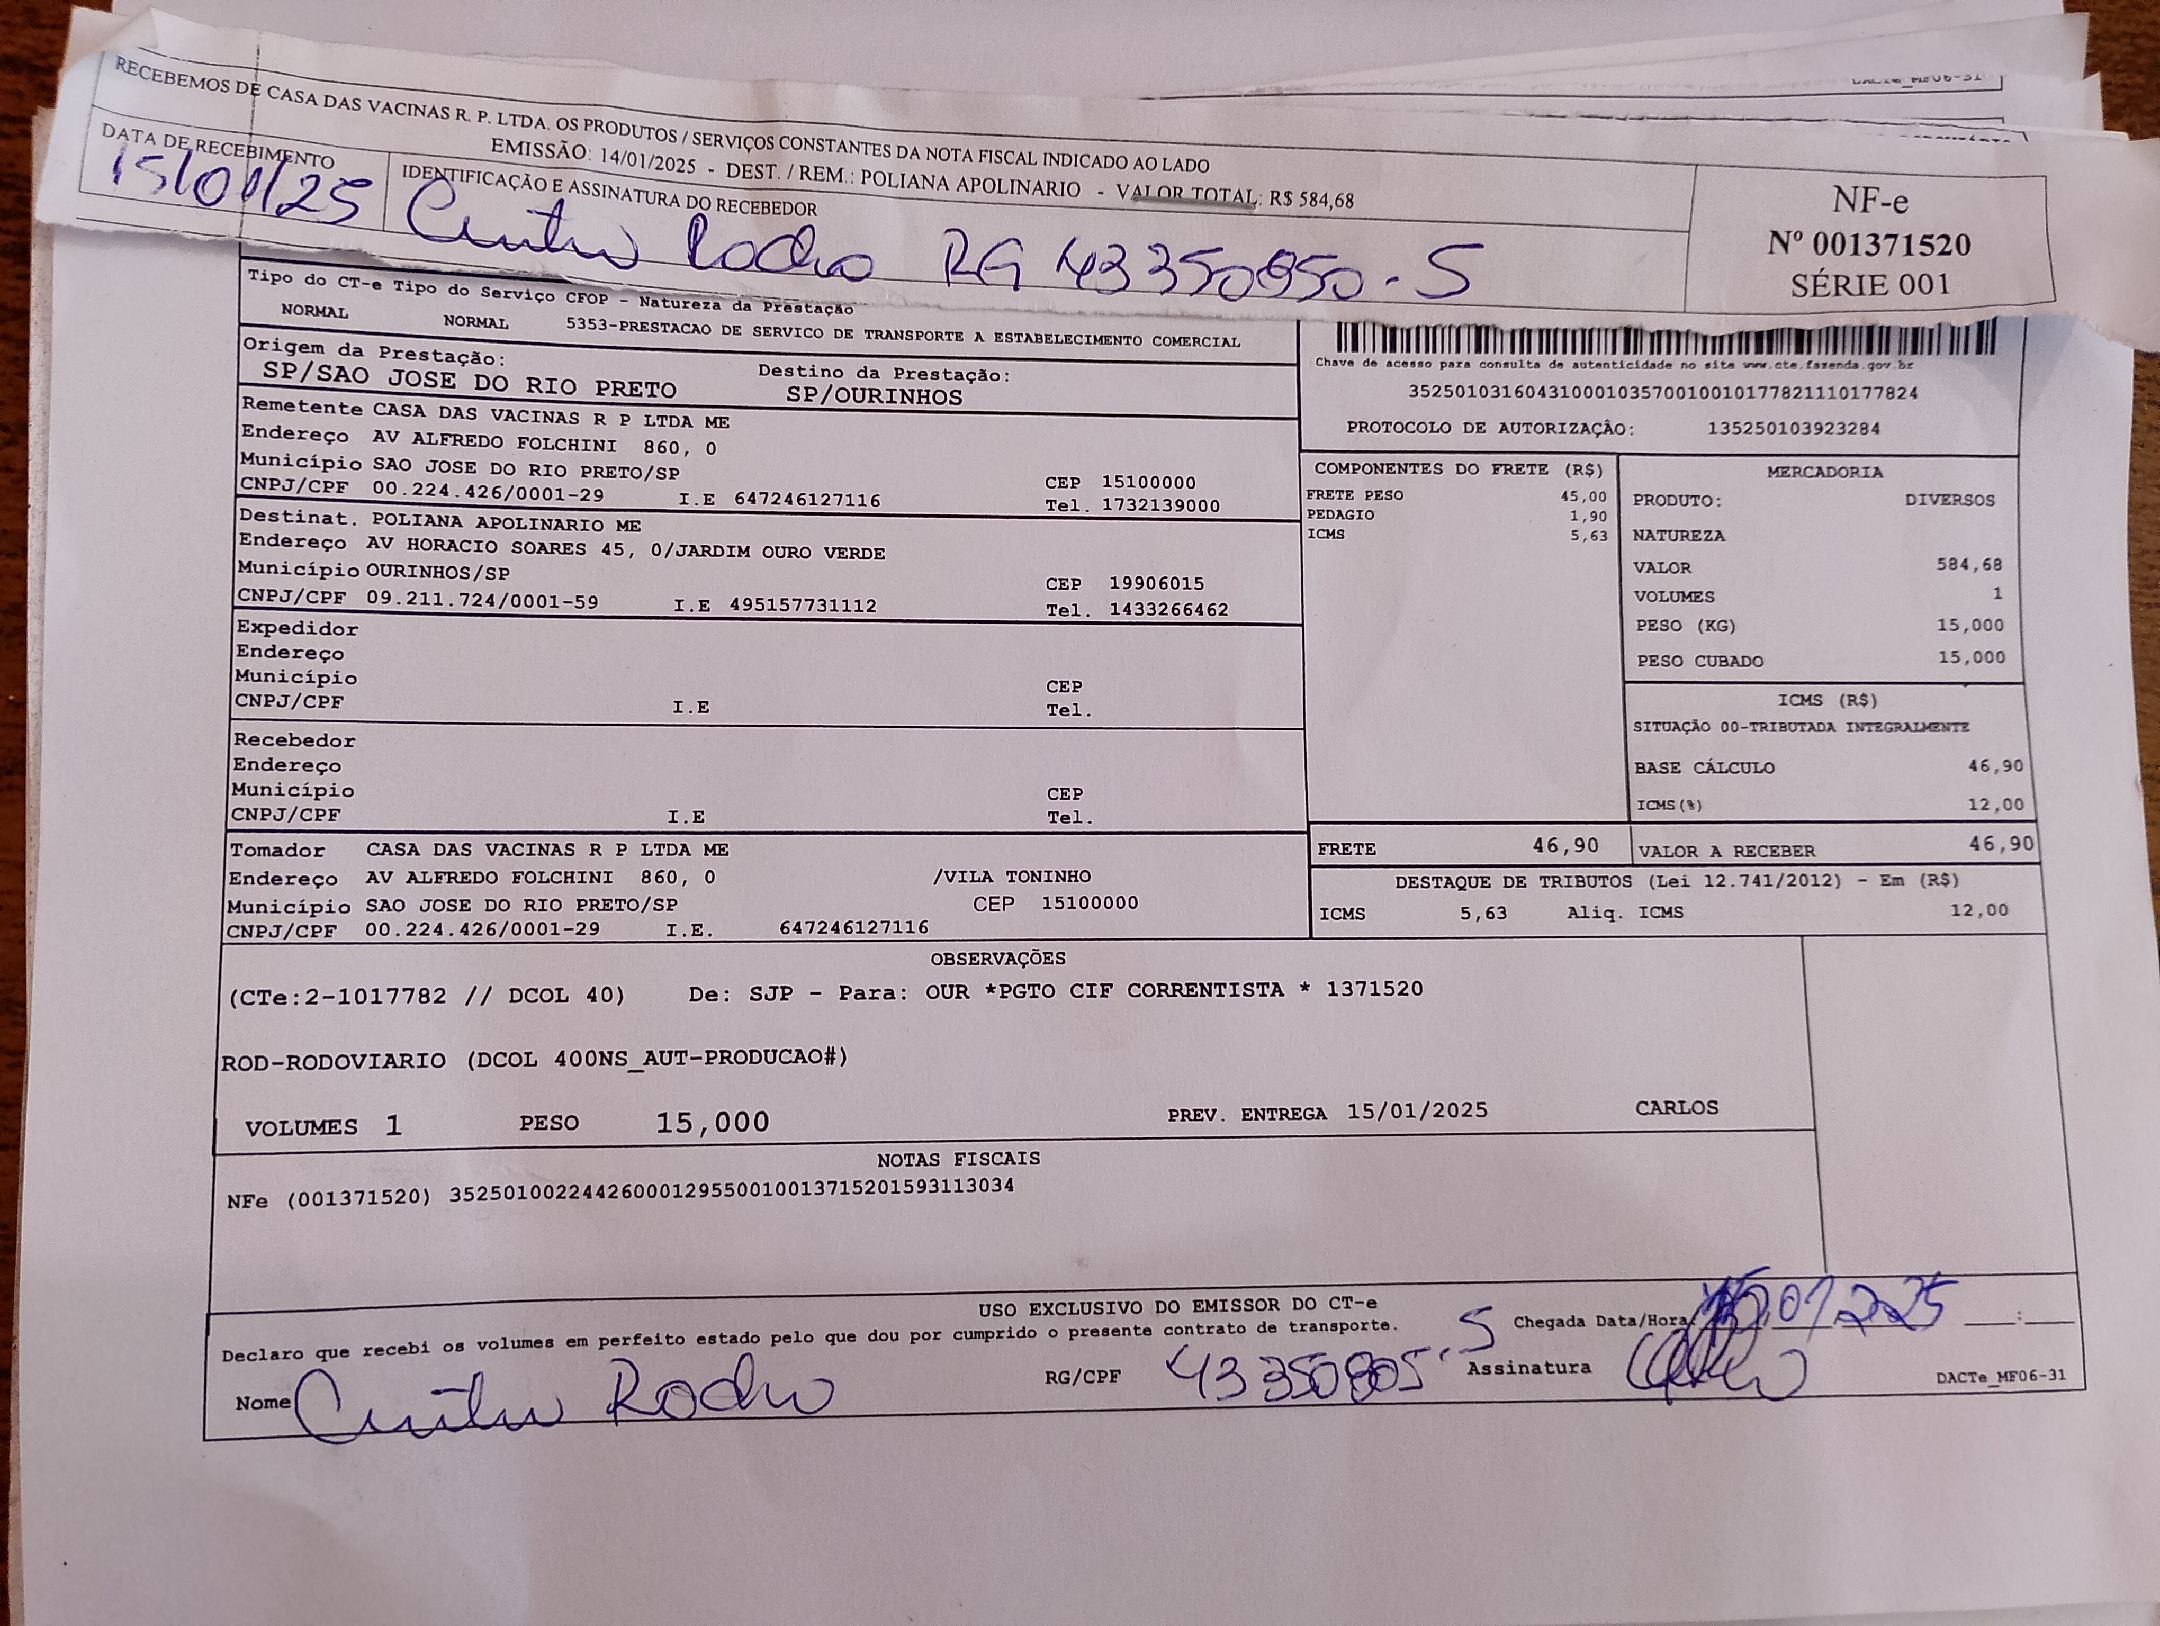 DACTe_MF06-31
RECEBEMOS DE CASA DAS VACINAS R. P. LTDA. OS PRODUTOS / SERVIÇOS CONSTANTES DA NOTA FISCAL INDICADO AO LADO
EMISSÃO: 14/01/2025 - DEST. / REM.: POLIANA APOLINARIO - VALOR TOTAL: R$ 584,68
DATA DE RECEBIMENTO
15/01/25
IDENTIFICAÇÃO E ASSINATURA DO RECEBEDOR
RG 43350850-5
NF-e
Nº 001371520
SÉRIE 001
Tipo do CT-e Tipo do Serviço CFOP - Natureza da Prestação
NORMAL NORMAL 5353-PRESTACAO DE SERVICO DE TRANSPORTE A ESTABELECIMENTO COMERCIAL
Origem da Prestação: Destino da Prestação:
SP/SAO JOSE DO RIO PRETO SP/OURINHOS
Chave de acesso para consulta de autenticidade no site www.cte.fazenda.gov.br
35250103160431000103570010010177821110177824
PROTOCOLO DE AUTORIZAÇÂO: 135250103923284
Remetente CASA DAS VACINAS R P LTDA ME
Endereço AV ALFREDO FOLCHINI 860, 0
Município SAO JOSE DO RIO PRETO/SP CEP 15100000
CNPJ/CPF 00.224.426/0001-29 I.E 647246127116 Tel. 1732139000
Destinat. POLIANA APOLINARIO ME
Endereço AV HORACIO SOARES 45, 0/JARDIM OURO VERDE
Município OURINHOS/SP CEP 19906015
CNPJ/CPF 09.211.724/0001-59 I.E 495157731112 Tel. 1433266462
Expedidor
Endereço
Município CEP
CNPJ/CPF I.E Tel.
Recebedor
Endereço
Município CEP
CNPJ/CPF I.E Tel.
Tomador CASA DAS VACINAS R P LTDA ME
Endereço AV ALFREDO FOLCHINI 860, 0 /VILA TONINHO
Município SAO JOSE DO RIO PRETO/SP CEP 15100000
CNPJ/CPF 00.224.426/0001-29 I.E. 647246127116
COMPONENTES DO FRETE (R$)
FRETE PESO 45,00
PEDAGIO 1,90
ICMS 5,63
MERCADORIA
PRODUTO: DIVERSOS
NATUREZA
VALOR 584,68
VOLUMES 1
PESO (KG) 15,000
PESO CUBADO 15,000
ICMS (R$)
SITUAÇÃO 00-TRIBUTADA INTEGRALMENTE
BASE CÁLCULO 46,90
ICMS(%) 12,00
FRETE 46,90 VALOR A RECEBER 46,90
DESTAQUE DE TRIBUTOS (Lei 12.741/2012) - Em (R$)
ICMS 5,63 Aliq. ICMS 12,00
OBSERVAÇÕES
(CTe:2-1017782 // DCOL 40) De: SJP - Para: OUR *PGTO CIF CORRENTISTA * 1371520
ROD-RODOVIARIO (DCOL 400NS_AUT-PRODUCAO#)
VOLUMES 1 PESO 15,000 PREV. ENTREGA 15/01/2025 CARLOS
NOTAS FISCAIS
NFe (001371520) 35250100224426000129550010013715201593113034
USO EXCLUSIVO DO EMISSOR DO CT-e
Declaro que recebi os volumes em perfeito estado pelo que dou por cumprido o presente contrato de transporte.
Chegada Data/Hora
Nome RG/CPF Assinatura
DACTe_MF06-31